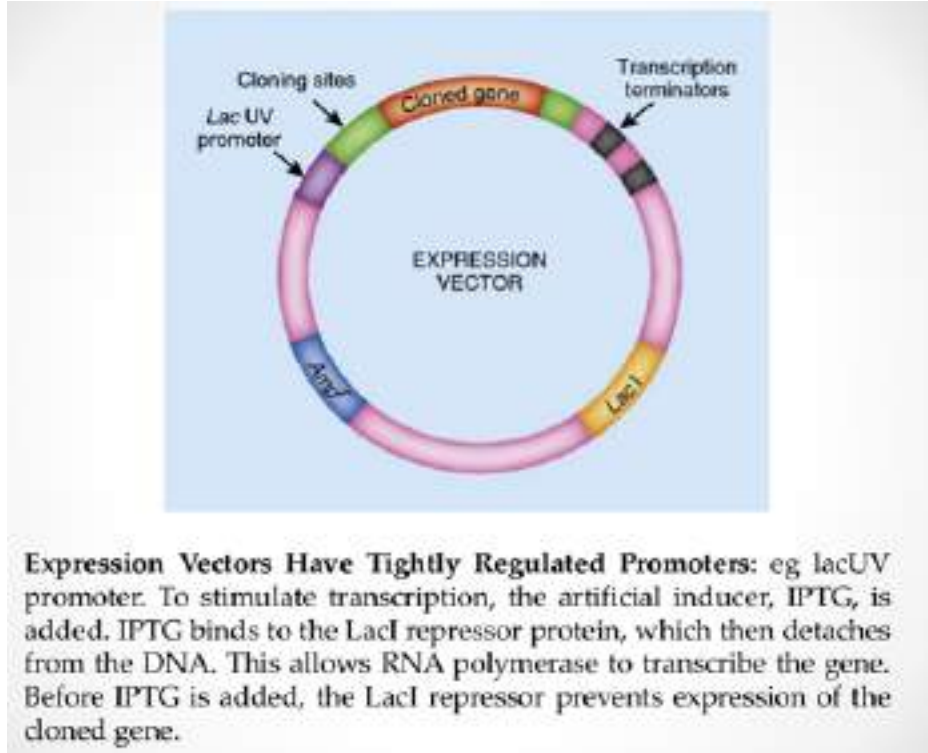 Cloning sites
Cloned gene
Transcription
terminators
Lac UV
promoter
EXPRESSION
VECTOR
Ampr
Lac I
Expression Vectors Have Tightly Regulated Promoters: eg lacUV
promoter. To stimulate transcription, the artificial inducer, IPTG, is
added. IPTG binds to the LacI repressor protein, which then detaches
from the DNA. This allows RNA polymerase to transcribe the gene.
Before IPTG is added, the LacI repressor prevents expression of the
cloned gene.